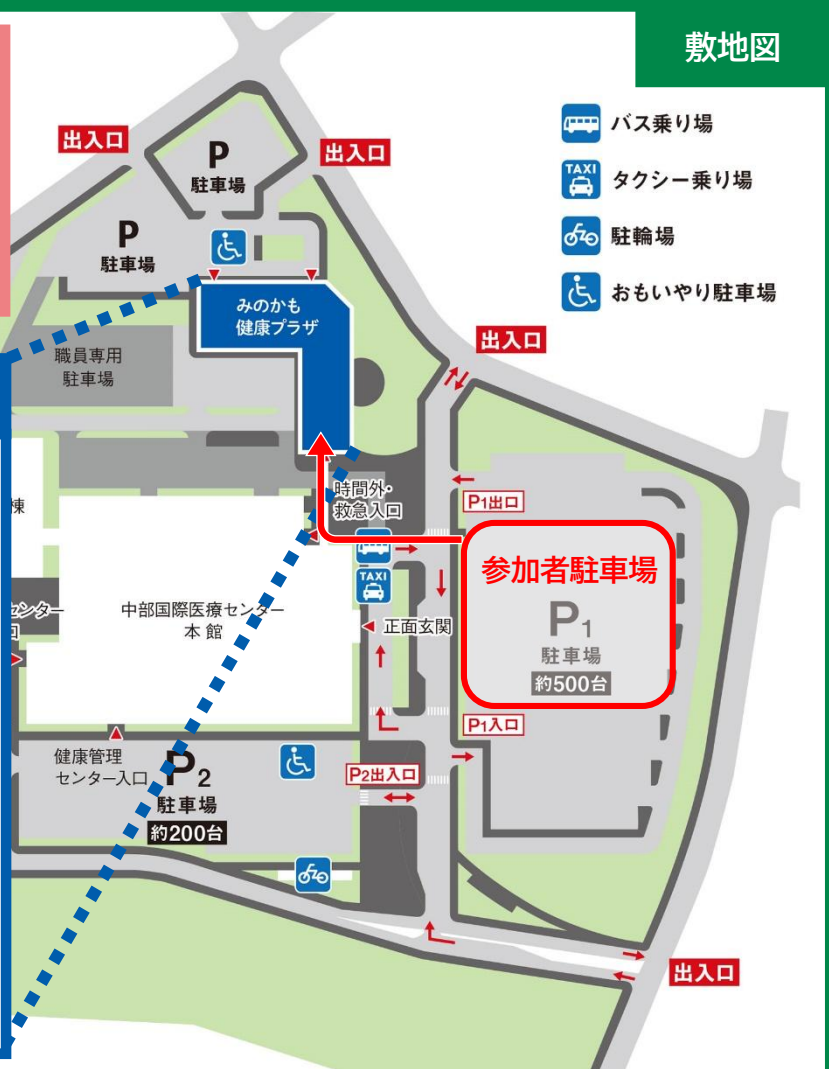 敷地図
バス乗り場
TAXI
タクシー乗り場
駐輪場
おもいやり駐車場
出入口
P
駐車場
出入口
P
駐車場
みのかも
健康プラザ
職員専用
駐車場
出入口
棟
時間外・
救急入口
P1出口
参加者駐車場
P1
駐車場
約500台
TAXI
センター
口
中部国際医療センター
本館
正面玄関
P1入口
健康管理
センター入口
P2
駐車場
約200台
P2出入口
出入口